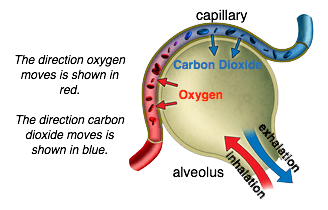 capillary
The direction oxygen
moves is shown in
red.
Carbon Dioxide
Oxygen
The direction carbon
dioxide moves is
shown in blue.
alveolus
inhalation
exhalation